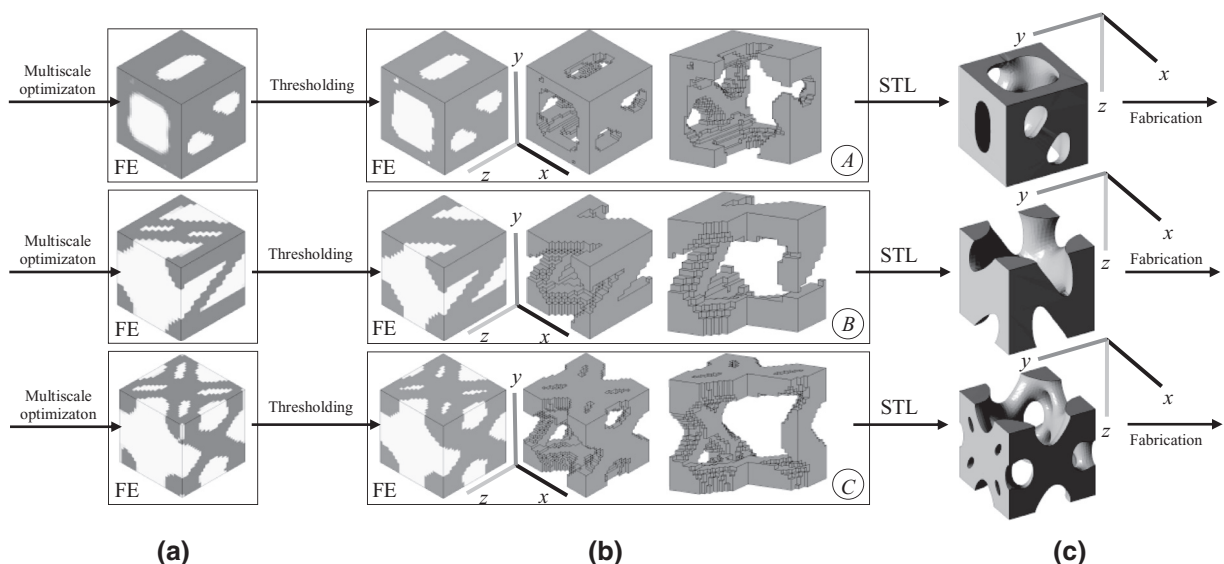 Multiscale
optimizaton
FE
Thresholding
FE
y
z
x
A
STL
y
x
z
Fabrication
Multiscale
optimizaton
FE
Thresholding
FE
y
z
x
B
STL
y
x
z
Fabrication
Multiscale
optimizaton
FE
Thresholding
FE
y
z
x
C
STL
y
x
z
Fabrication
(a)
(b)
(c)